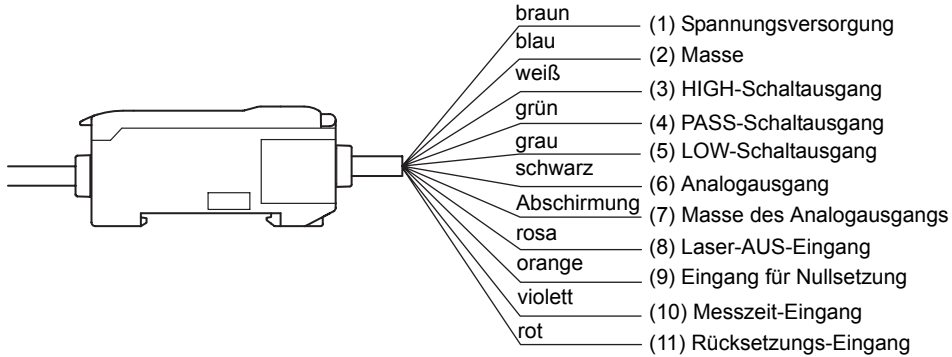 braun (1) Spannungsversorgung
blau (2) Masse
weiß (3) HIGH-Schaltausgang
grün (4) PASS-Schaltausgang
grau (5) LOW-Schaltausgang
schwarz (6) Analogausgang
Abschirmung (7) Masse des Analogausgangs
rosa (8) Laser-AUS-Eingang
orange (9) Eingang für Nullsetzung
violett (10) Messzeit-Eingang
rot (11) Rücksetzungs-Eingang